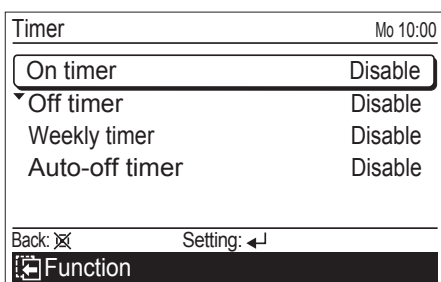 Timer Mo 10:00
On timer Disable
Off timer Disable
Weekly timer Disable
Auto-off timer Disable
Back: Setting:
Function